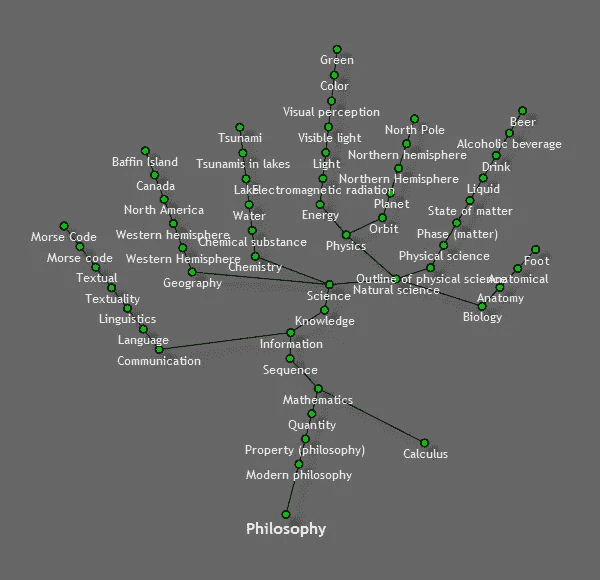 Green
Color
Visual perception
Tsunami
Visible light
North Pole
Beer
Alcoholic beverage
Baffin Island
Tsunamis in lakes
Light
Northern hemisphere
Drink
Canada
Lake
Electromagnetic radiation
Northern Hemisphere
Liquid
North America
Water
Energy
Planet
State of matter
Morse Code
Western hemisphere
Chemical substance
Physics
Orbit
Phase (matter)
Morse code
Western Hemisphere
Chemistry
Physical science
Foot
Textual
Geography
Science
Outline of physical science
Natural science
Anatomical
Textuality
Anatomy
Linguistics
Knowledge
Biology
Language
Information
Communication
Sequence
Mathematics
Quantity
Property (philosophy)
Calculus
Modern philosophy
Philosophy